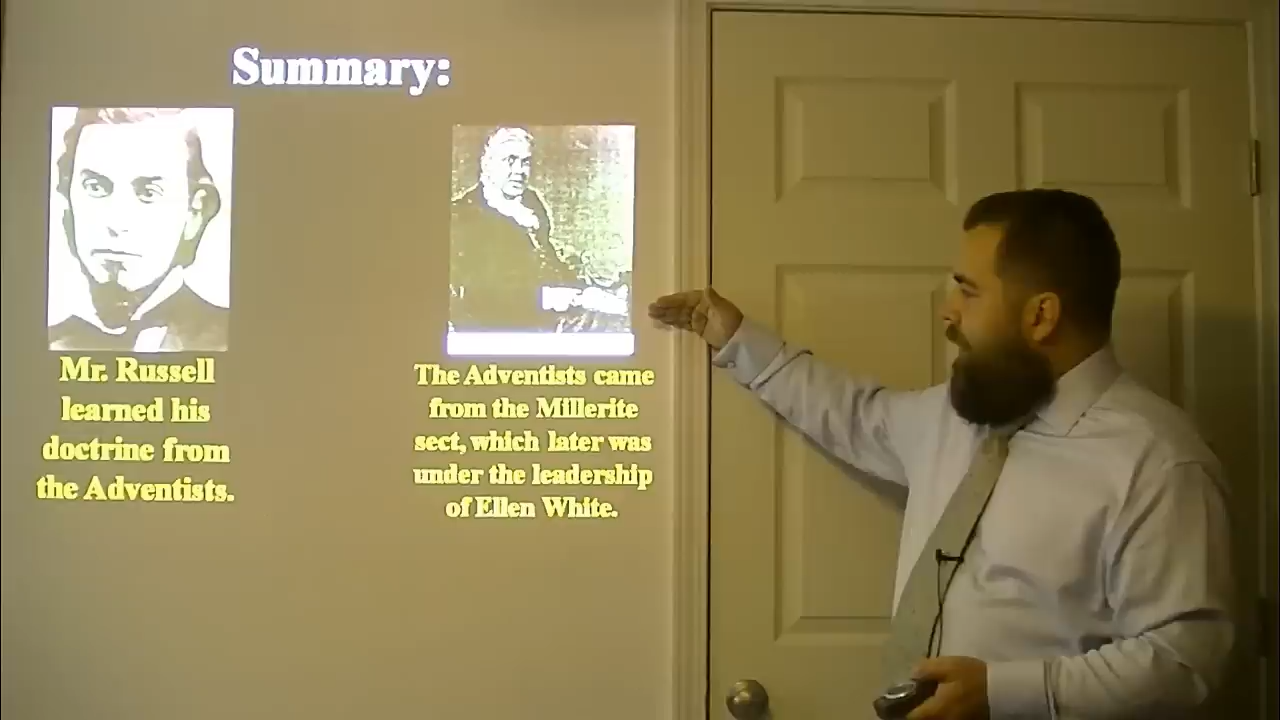 Summary:
Mr. Russell
learned his
doctrine from
the Adventists.
The Adventists came
from the Millerite
sect, which later was
under the leadership
of Ellen White.